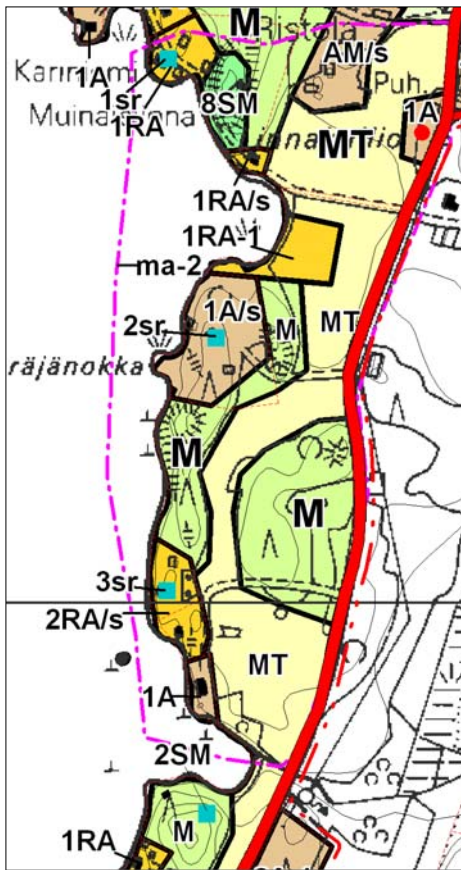 M
AM/s
1A
Puh.
1sr
1RA
8SM
1A
MT
1RA/s
1RA-1
ma-2
1A/s
2sr
M
MT
räjänokka
M
M
3sr
2RA/s
MT
1A
2SM
M
1RA